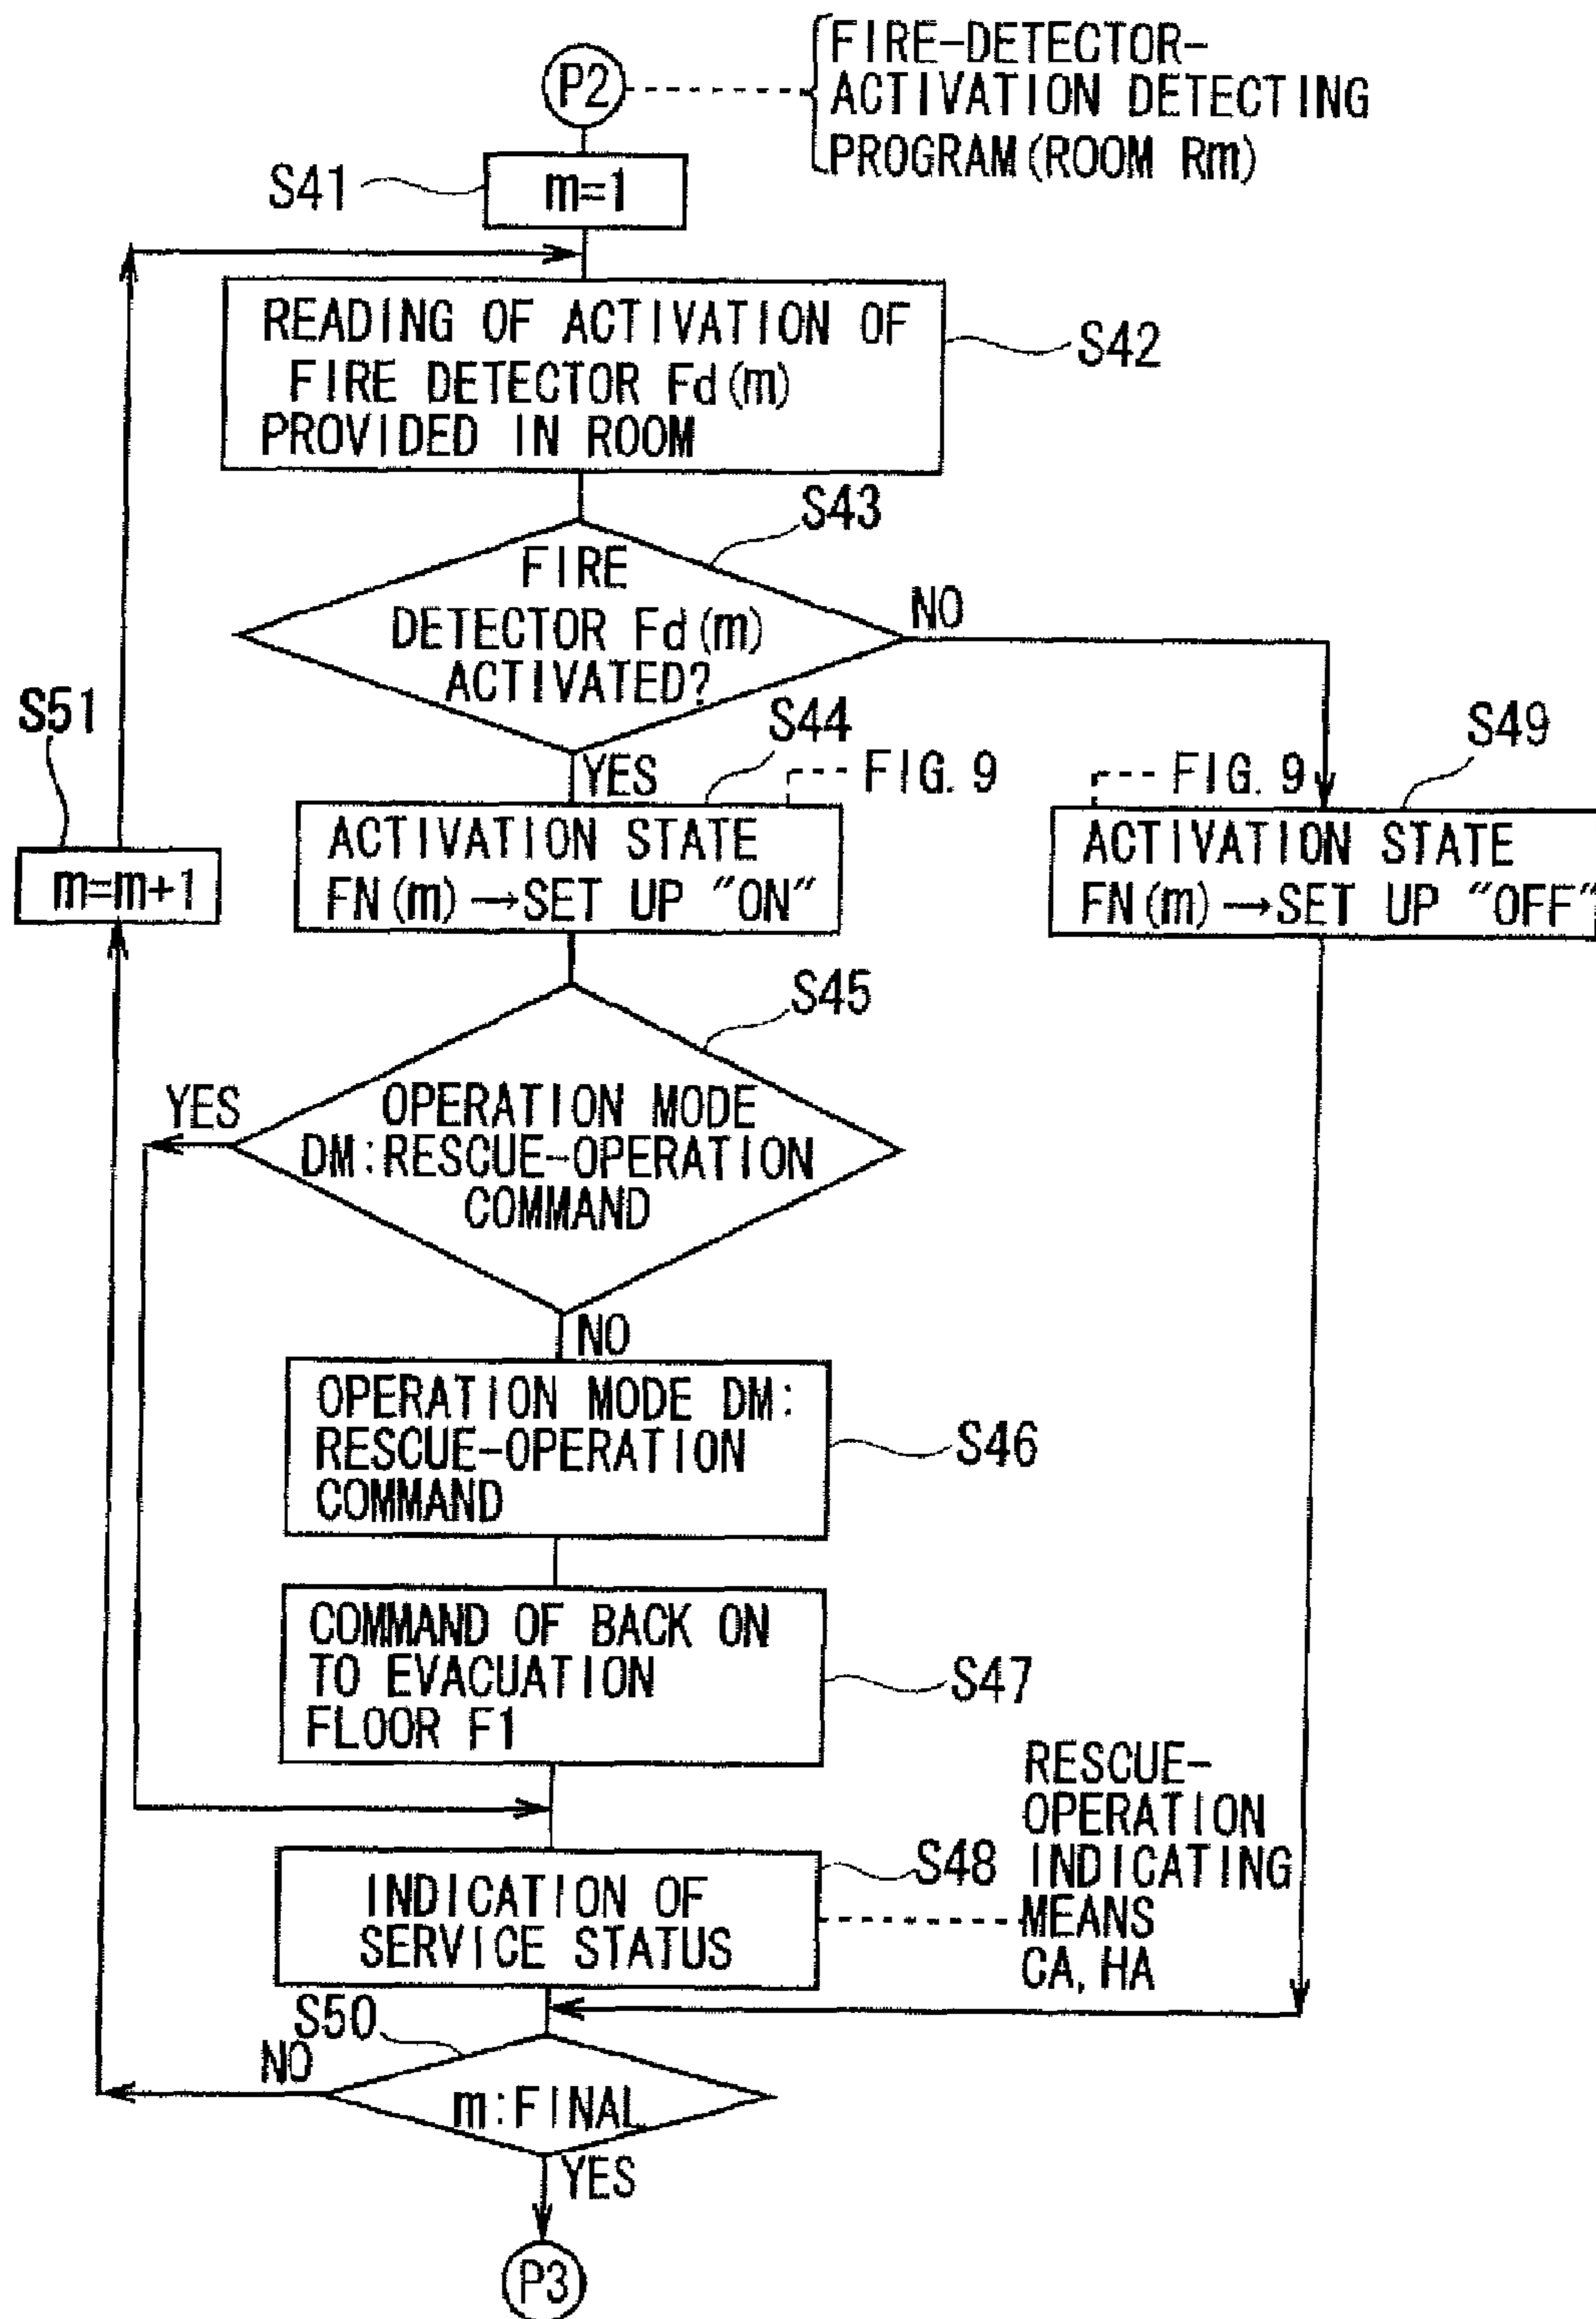 P2
FIRE-DETECTOR-
ACTIVATION DETECTING
PROGRAM(ROOM Rm)
S41
m=1
READING OF ACTIVATION OF
FIRE DETECTOR Fd(m)
PROVIDED IN ROOM
S42
S43
FIRE
DETECTOR Fd(m)
ACTIVATED?
NO
YES
S51
m=m+1
S44
FIG. 9
ACTIVATION STATE
FN(m)→SET UP "ON"
S49
FIG. 9
ACTIVATION STATE
FN(m)→SET UP "OFF"
S45
YES
OPERATION MODE
DM:RESCUE-OPERATION
COMMAND
NO
OPERATION MODE DM:
RESCUE-OPERATION
COMMAND
S46
COMMAND OF BACK ON
TO EVACUATION
FLOOR F1
S47
INDICATION OF
SERVICE STATUS
S48
RESCUE-
OPERATION
INDICATING
MEANS
CA, HA
S50
NO
m:FINAL
YES
P3